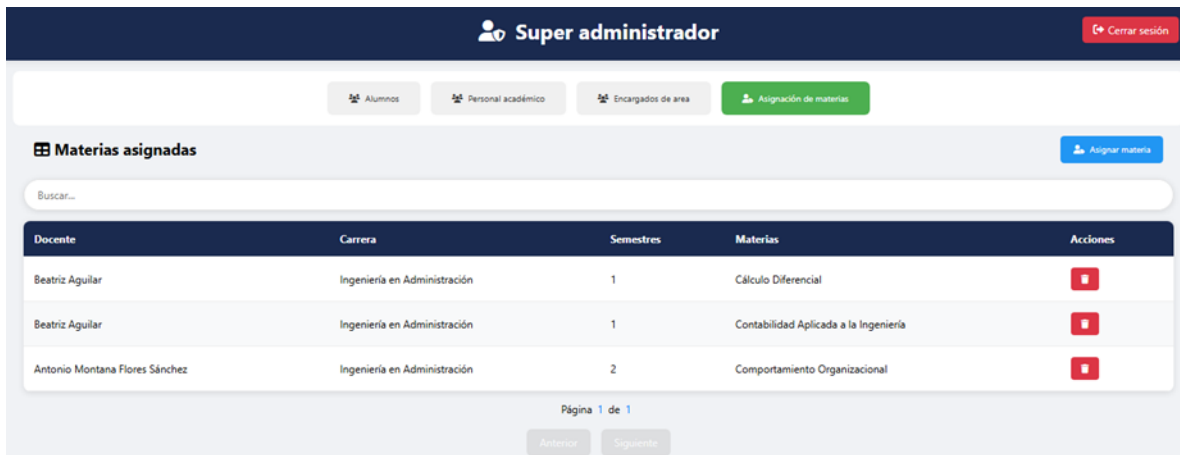 Super administrador
Cerrar sesión
Alumnos Personal académico Encargados de area Asignación de materias
Materias asignadas
Asignar materia
Buscar...
Docente Carrera Semestres Materias Acciones
Beatriz Aguilar Ingeniería en Administración 1 Cálculo Diferencial
Beatriz Aguilar Ingeniería en Administración 1 Contabilidad Aplicada a la Ingeniería
Antonio Montana Flores Sánchez Ingeniería en Administración 2 Comportamiento Organizacional
Página 1 de 1
Anterior Siguiente